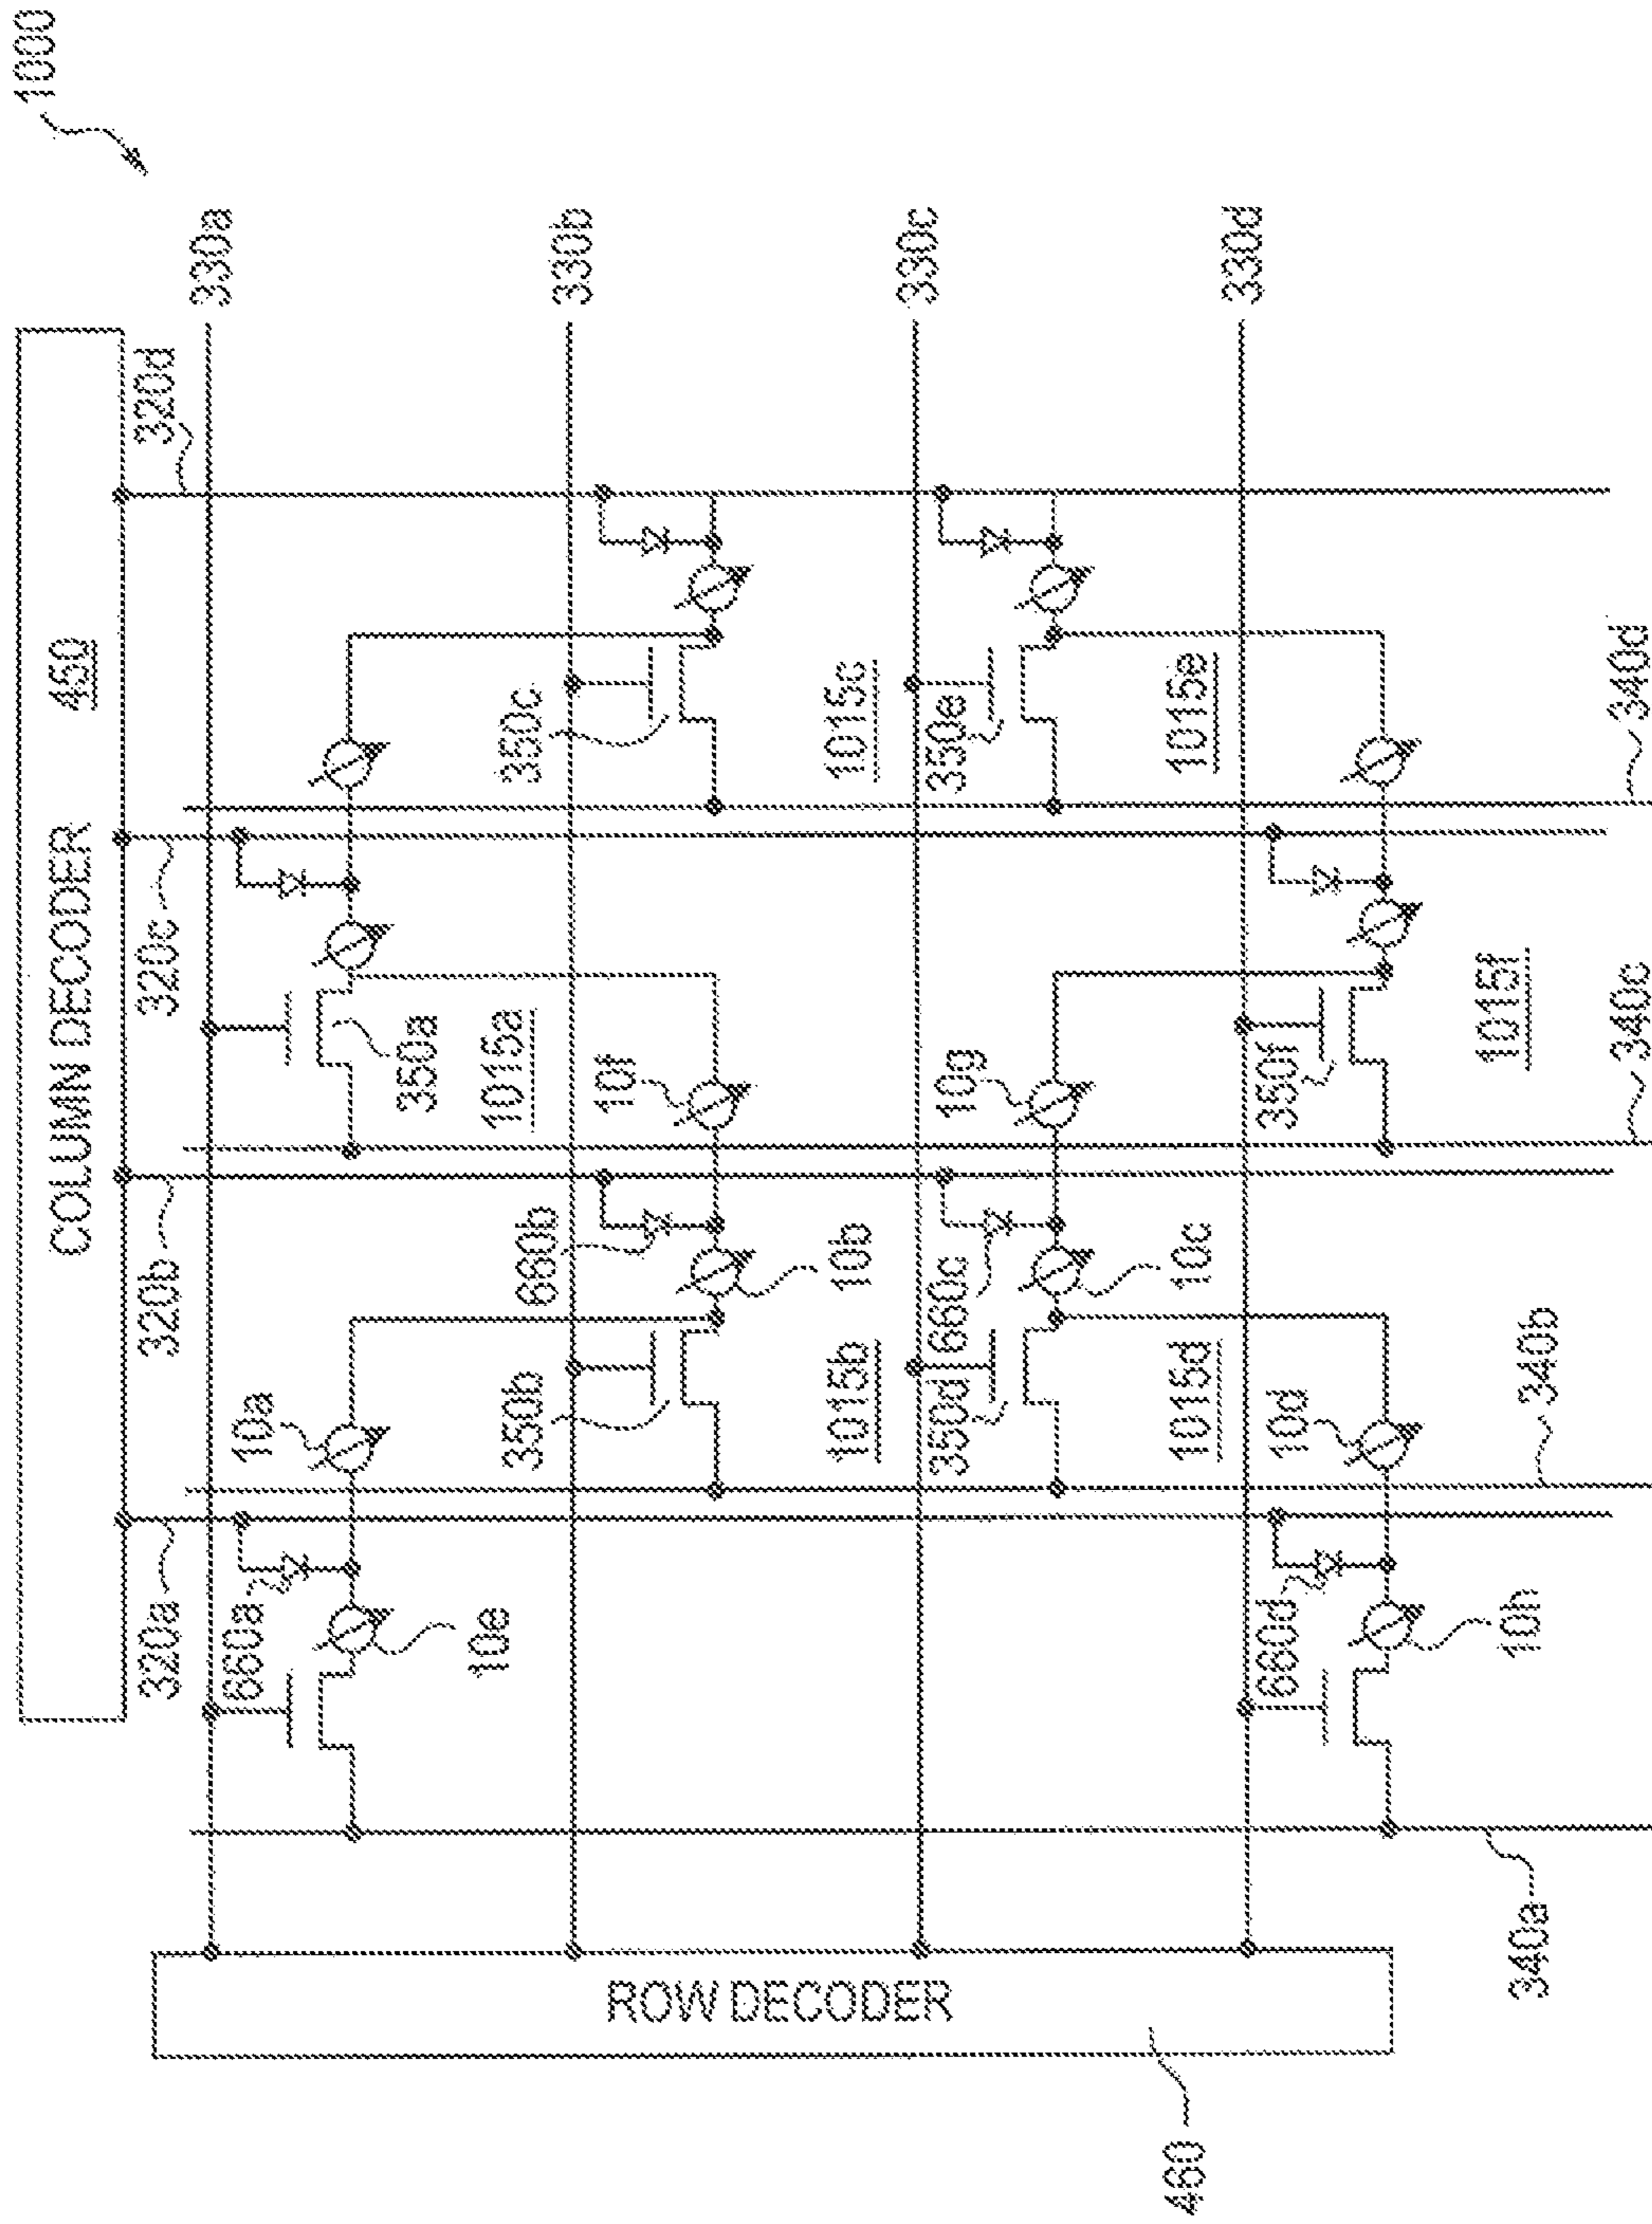 1000
COLUMN DECODER 450
320a
320b
320c
320d
330a
330b
330c
330d
660a
10a
10e
350a
1015a
660b
10f
350b
10b
1015b
350c
1015c
660c
10g
350d
10c
1015d
350e
1015e
660d
10d
10h
350f
1015f
340a
340b
340c
340d
ROW DECODER
460